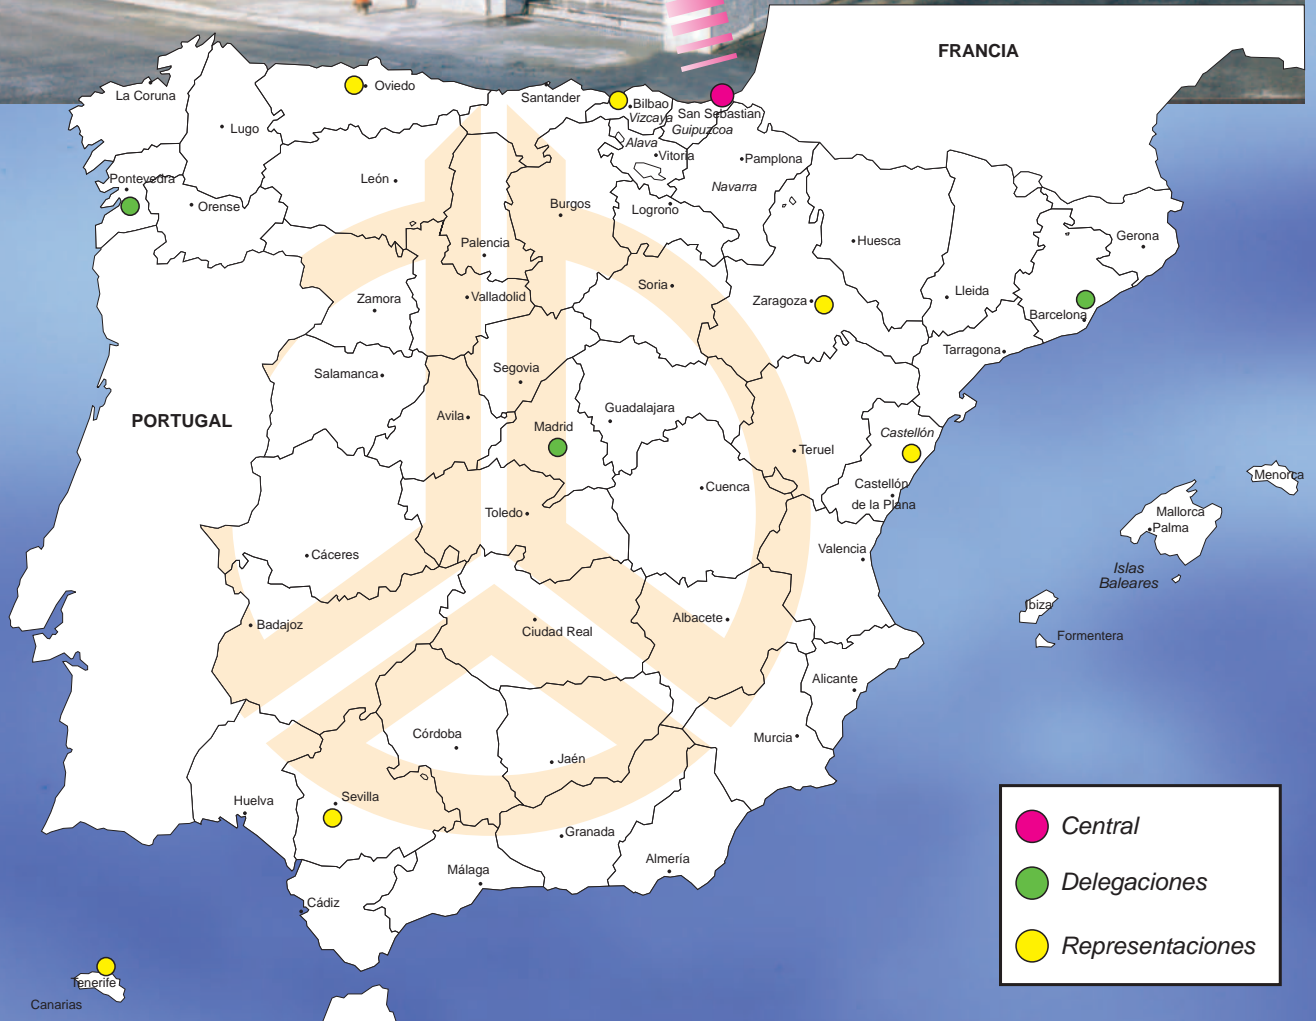 FRANCIA
La Coruna
Oviedo
Santander
Bilbao
Vizcaya
San Sebastian
Guipuzcoa
Lugo
Alava
Vitoria
Pamplona
Pontevedra
León
Navarra
Orense
Burgos
Logrono
Palencia
Huesca
Gerona
Zamora
Valladolid
Soria
Zaragoza
Lleida
Barcelona
Salamanca
Segovia
Tarragona
PORTUGAL
Avila
Madrid
Guadalajara
Castellón
Teruel
Menorca
Cuenca
Castellón
de la Plana
Toledo
Mallorca
Palma
Cáceres
Valencia
Islas
Baleares
Badajoz
Ciudad Real
Albacete
Ibiza
Formentera
Alicante
Córdoba
Jaén
Murcia
Huelva
Sevilla
Granada
Málaga
Almería
Cádiz
Tenerife
Canarias
Central
Delegaciones
Representaciones